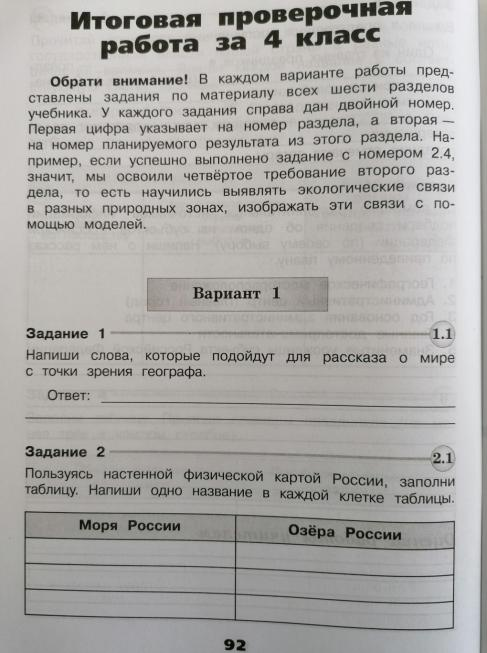 Итоговая проверочная
работа за 4 класс
Обрати внимание! В каждом варианте работы пред-
ставлены задания по материалу всех шести разделов
учебника. У каждого задания справа дан двойной номер.
Первая цифра указывает на номер раздела, а вторая —
на номер планируемого результата из этого раздела. На-
пример, если успешно выполнено задание с номером 2.4,
значит, мы освоили четвёртое требование второго раз-
дела, то есть научились выявлять экологические связи
в разных природных зонах, изображать эти связи с по-
мощью моделей.
Вариант 1
Задание 1 1.1
Напиши слова, которые подойдут для рассказа о мире
с точки зрения географа.
Ответ:
Задание 2 2.1
Пользуясь настенной физической картой России, заполни
таблицу. Напиши одно название в каждой клетке таблицы.
Моря России Озёра России
92